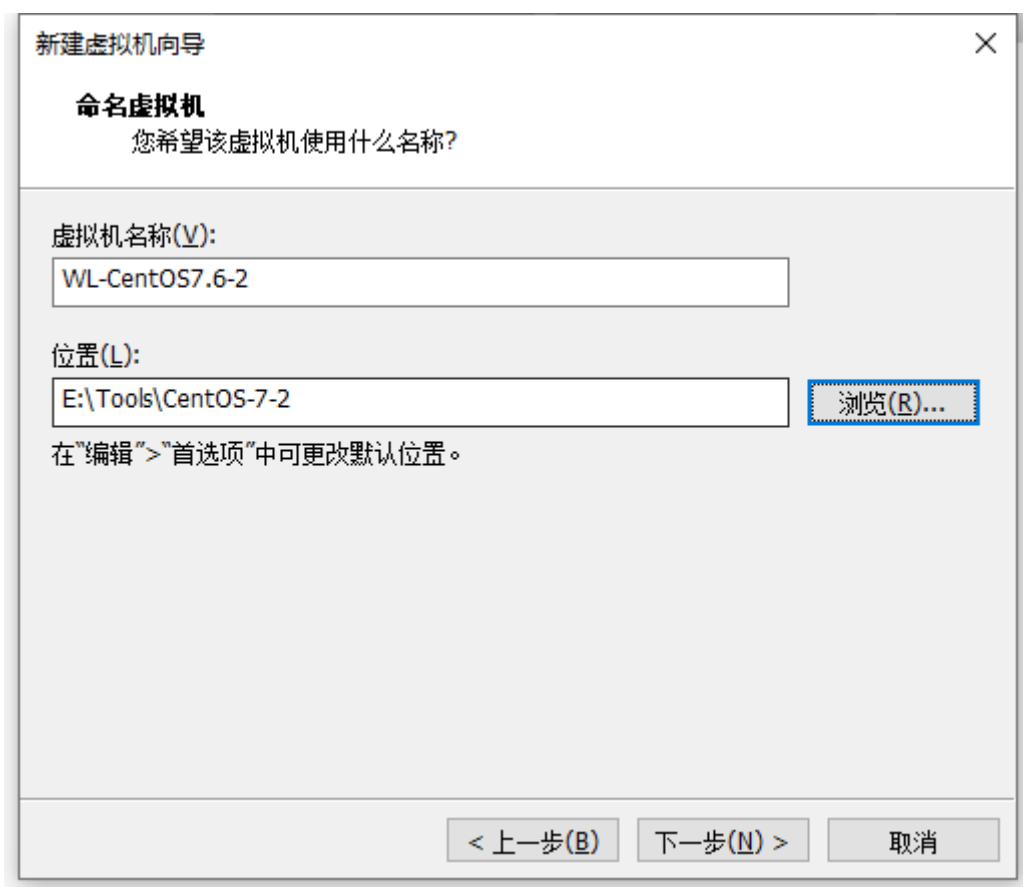 新建虚拟机向导
命名虚拟机
您希望该虚拟机使用什么名称?
虚拟机名称(V):
WL-CentOS7.6-2
位置(L):
E:\Tools\CentOS-7-2
浏览(R)...
在"编辑">"首选项"中可更改默认位置。
< 上一步(B)
下一步(N) >
取消